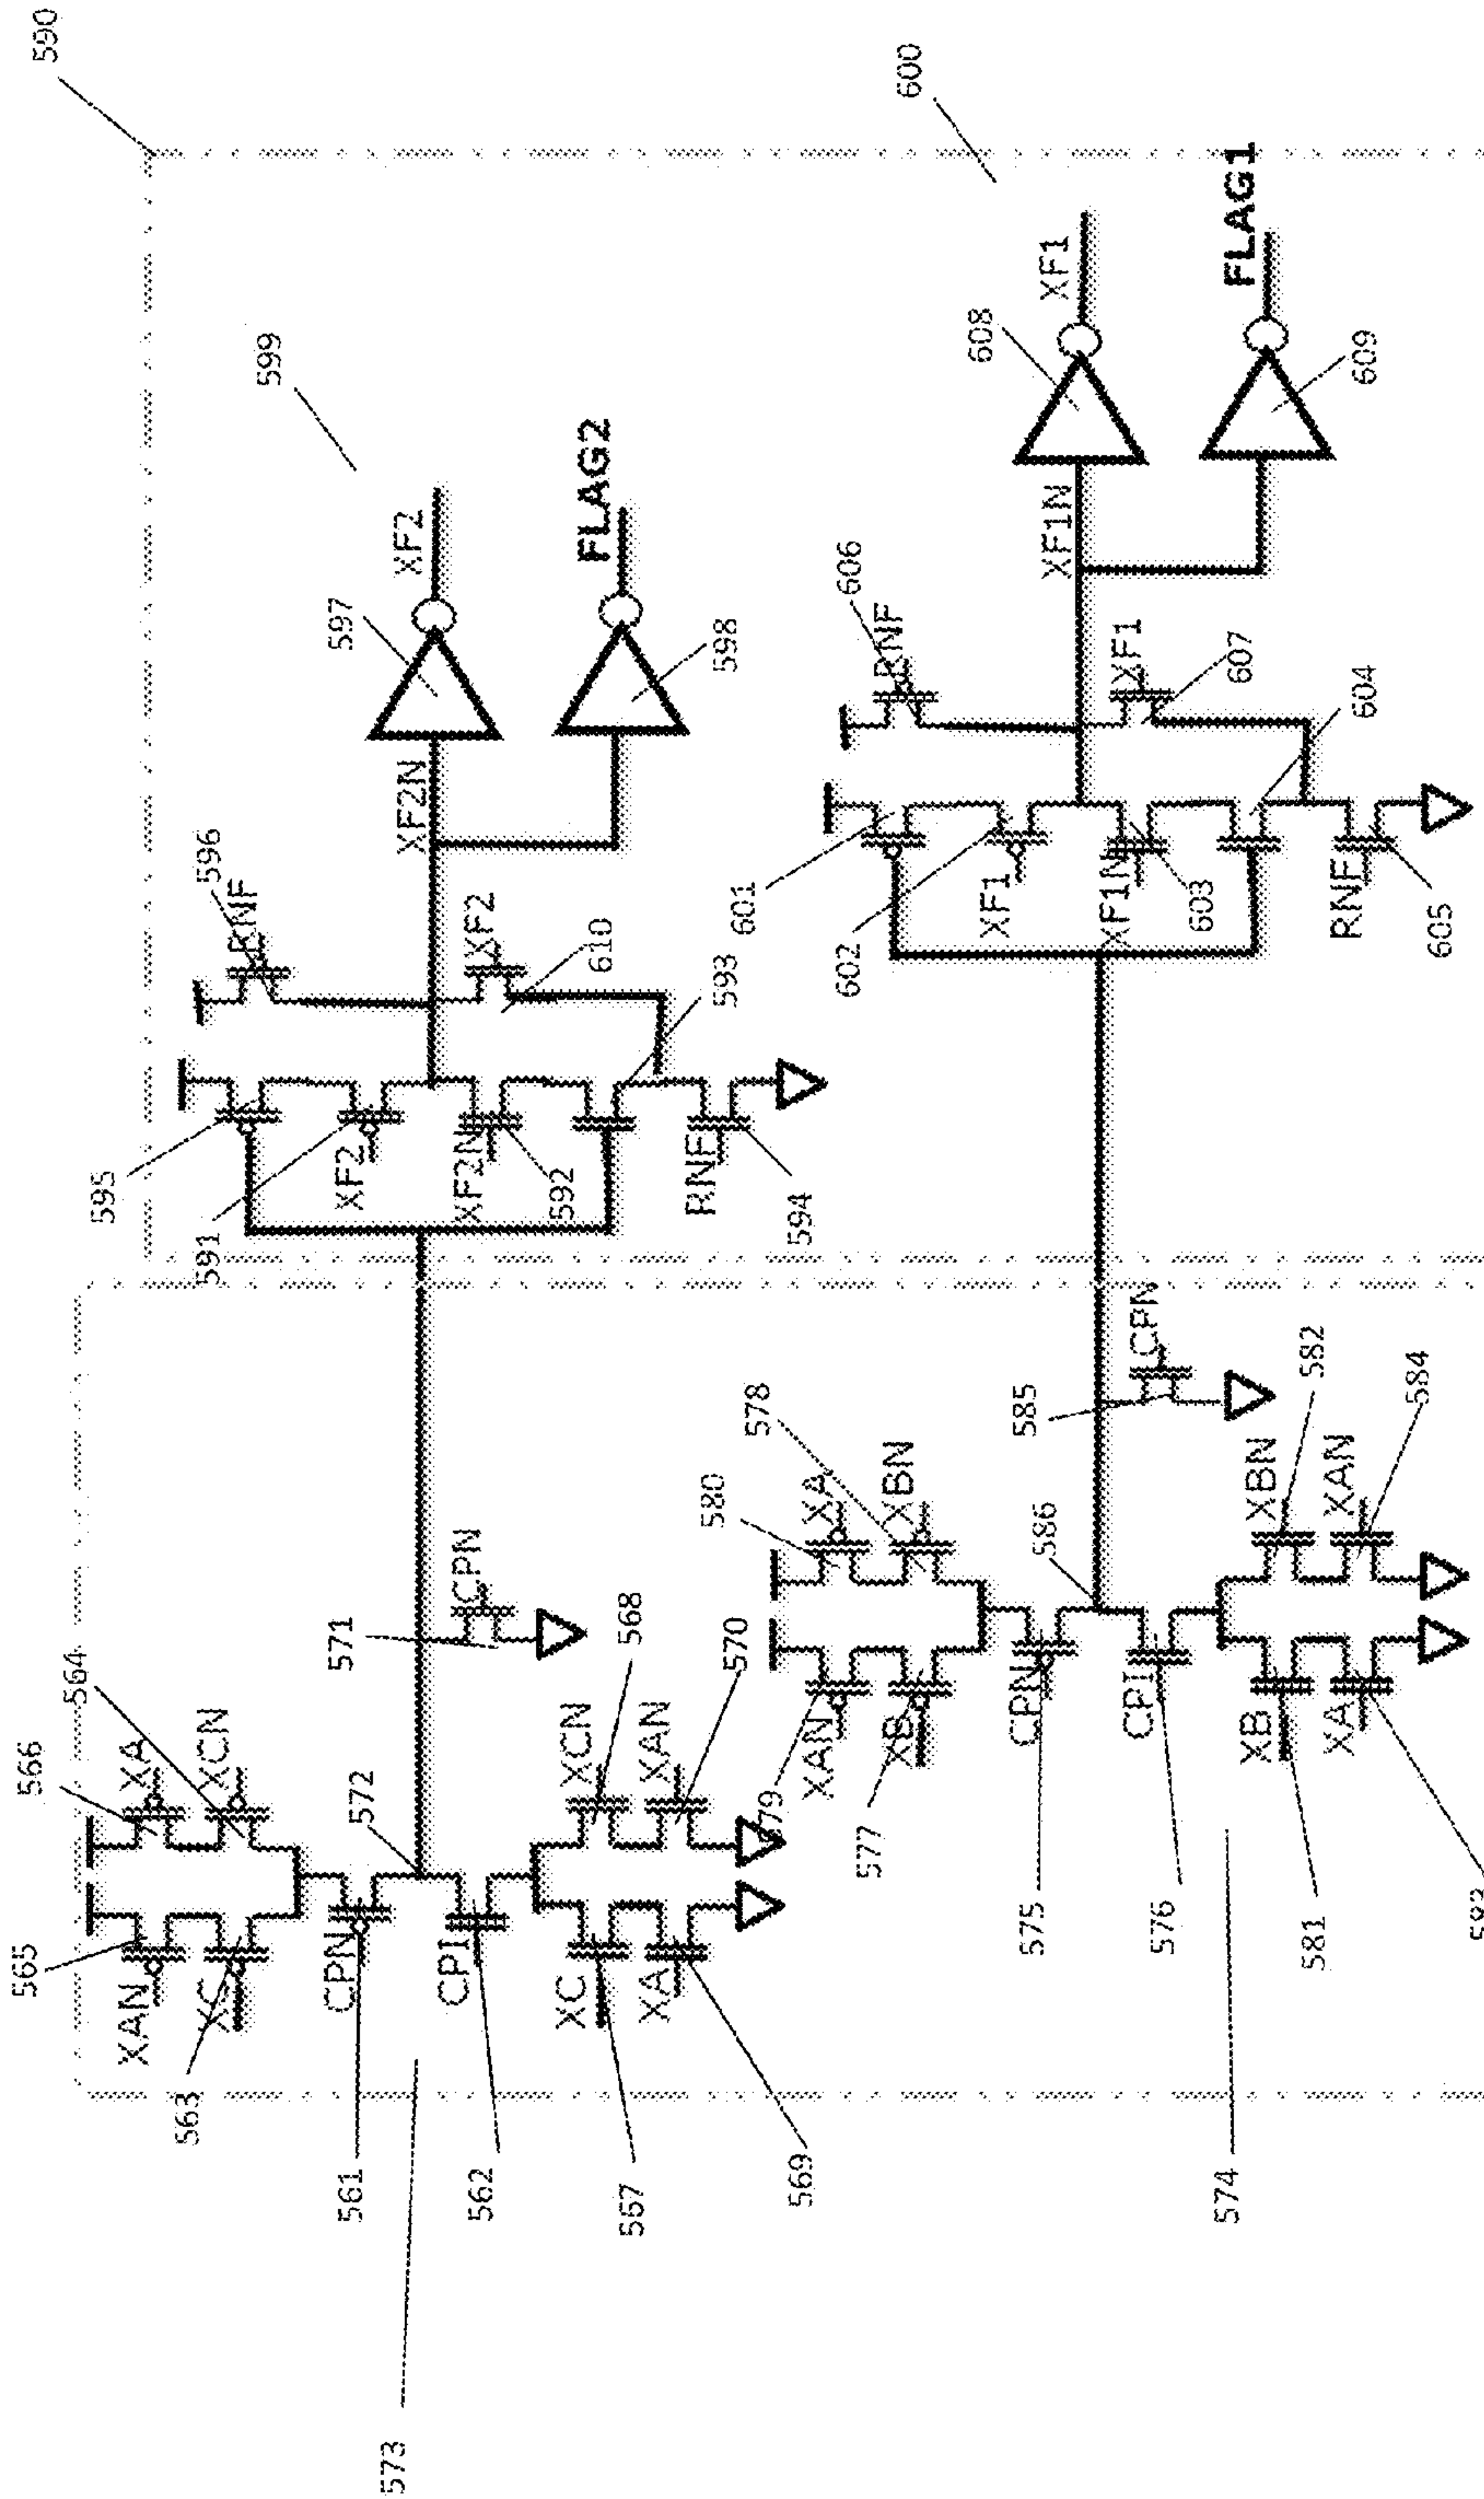 590
599
600
596
RNF
XF2N
597
XF2
598
FLAG2
595
591
XF2
XF2N
592
RNF
594
XF2
610
593
606
RNF
XF1N
608
XF1
609
FLAG1
601
602
XF1
XF1N
603
RNF
605
XF1
607
604
566
564
XA
XCN
565
XAN
XC
563
572
571
CPN
CPN
561
CPI
562
XCN
568
XAN
570
XC
567
XA
569
573
580
578
XA
XBN
579
XAN
XB
577
586
585
CPN
CPN
575
CPI
576
XBN
582
XAN
584
XB
581
XA
583
574